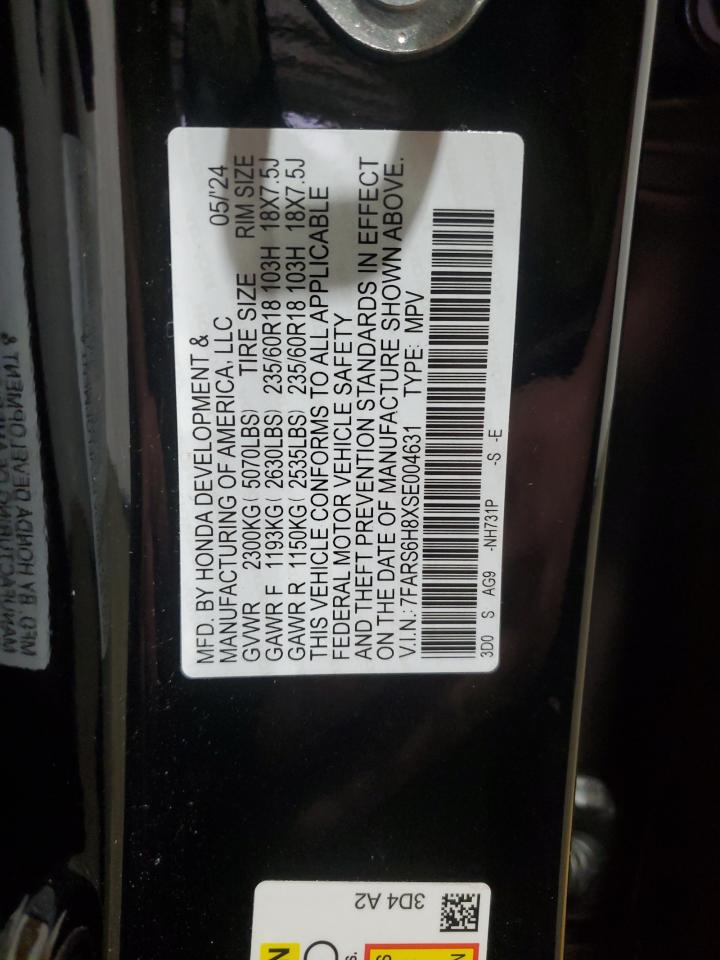 MFD. BY HONDA DEVELOPMENT &
MANUFACTURING OF AMERICA, LLC 05/'24
GVWR 2300KG( 5070LBS) TIRE SIZE RIM SIZE
GAWR F 1193KG( 2630LBS) 235/60R18 103H 18X7.5J
GAWR R 1150KG( 2535LBS) 235/60R18 103H 18X7.5J
THIS VEHICLE CONFORMS TO ALL APPLICABLE
FEDERAL MOTOR VEHICLE SAFETY
AND THEFT PREVENTION STANDARDS IN EFFECT
ON THE DATE OF MANUFACTURE SHOWN ABOVE.
V.I.N.: 7FARS6H8XSE004631 TYPE: MPV
3D0 S AG9 -NH731P -S -E
3D4 A2